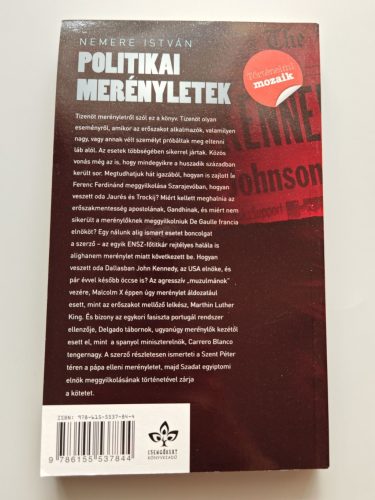 NEMERE ISTVÁN
POLITIKAI
MERÉNYLETEK
Történelmi
mozaik
The
KENNE
Johnson
Tizenöt merényletről szól ez a könyv. Tizenöt olyan
eseményről, amikor az erőszakot alkalmazók, valamilyen
nagy, vagy annak vélt személyt próbáltak meg eltenni
láb alól. Az esetek többségében sikerrel jártak. Közös
vonás még az is, hogy mindegyikre a huszadik században
került sor. Megtudhatjuk hát igazából, hogyan is zajlott le
Ferenc Ferdinánd meggyilkolása Szarajevóban, hogyan
veszett oda Jaurés és Trockij? Miért kellett meghalnia az
erőszakmentesség apostolának, Gandhinak, és miért nem
sikerült a merénylőknek meggyilkolniuk De Gaulle francia
elnököt? Egy nálunk alig ismert esetet boncolgat
a szerző – az egyik ENSZ-főtitkár rejtélyes halála is
alighanem merénylet miatt következett be. Hogyan
veszett oda Dallasban John Kennedy, az USA elnöke, és
pár évvel később öccse is? Az agresszív „muzulmánok"
vezére, Malcolm X éppen úgy merénylet áldozatául
esett, mint az erőszakot mellőző lelkész, Marthin Luther
King. És bizony az egykori fasiszta portugál rendszer
ellenzője, Delgado tábornok, ugyanúgy merénylők kezétől
esett el, mint a spanyol miniszterelnök, Carrero Blanco
tengernagy. A szerző részletesen ismerteti a Szent Péter
téren a pápa elleni merényletet, majd Szadat egyiptomi
elnök meggyilkolásának történetével zárja
a kötetet.
ISBN: 978-615-5537-84-4
9 786155 537844
CSENGŐKERT
KÖNYVKIADÓ